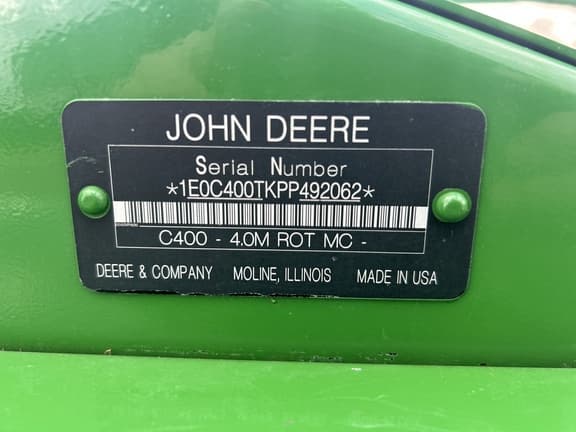 JOHN DEERE
Serial Number
*1E0C400TKPP492062*
C400 - 4.0M ROT MC -
DEERE & COMPANY MOLINE, ILLINOIS MADE IN USA